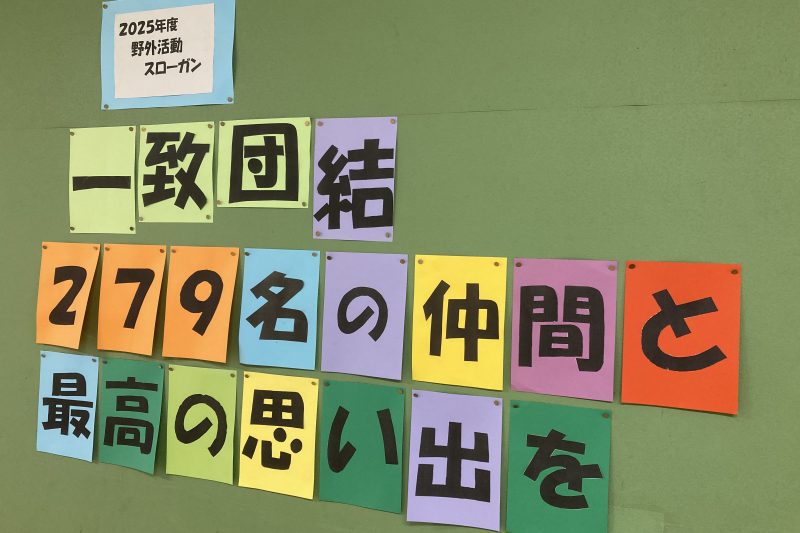 2025年度
野外活動
スローガン
一致団結
279名の仲間と
最高の思い出を